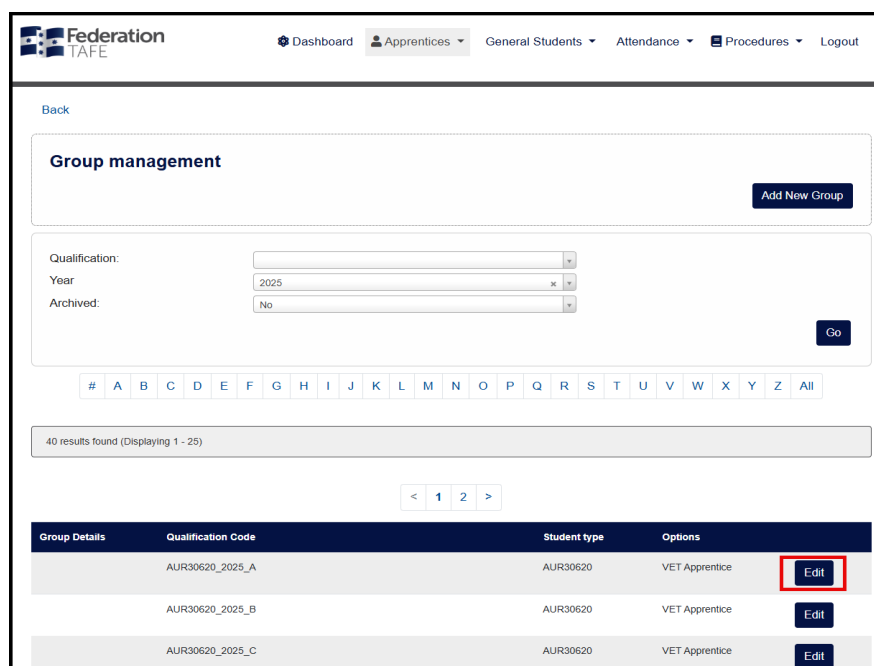 Federation
TAFE
Dashboard Apprentices General Students Attendance Procedures Logout
Back
Group management
Add New Group
Qualification:
Year 2025
Archived: No
Go
# A B C D E F G H I J K L M N O P Q R S T U V W X Y Z All
40 results found (Displaying 1 - 25)
< 1 2 >
Group Details Qualification Code Student type Options
AUR30620_2025_A AUR30620 VET Apprentice Edit
AUR30620_2025_B AUR30620 VET Apprentice Edit
AUR30620_2025_C AUR30620 VET Apprentice Edit